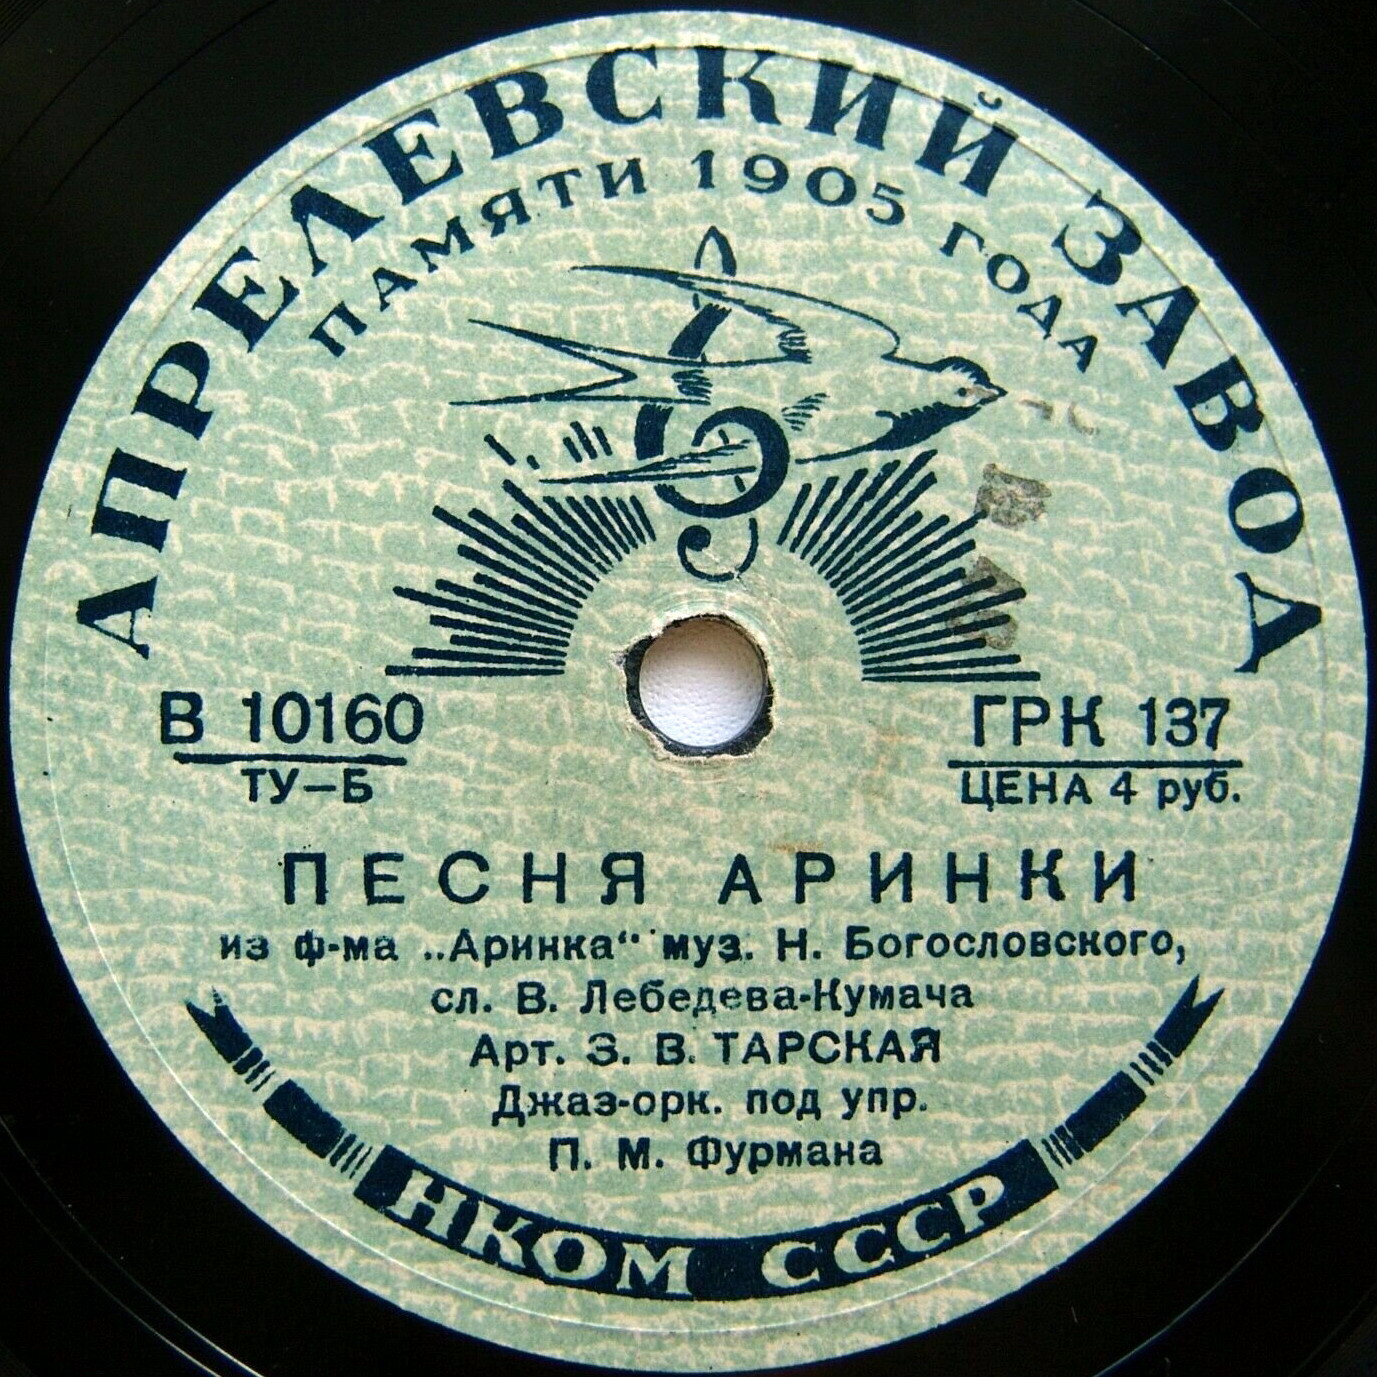 АПРЕЛЕВСКИЙ ЗАВОД
ПАМЯТИ 1905 ГОДА
В 10160
ТУ–Б
ГРК 137
ЦЕНА 4 руб.
ПЕСНЯ АРИНКИ
из ф-ма „Аринка“ муз. Н. Богословского,
сл. В. Лебедева-Кумача
Арт. З. В. ТАРСКАЯ
Джаз-орк. под упр.
П. М. Фурмана
НКОМ СССР